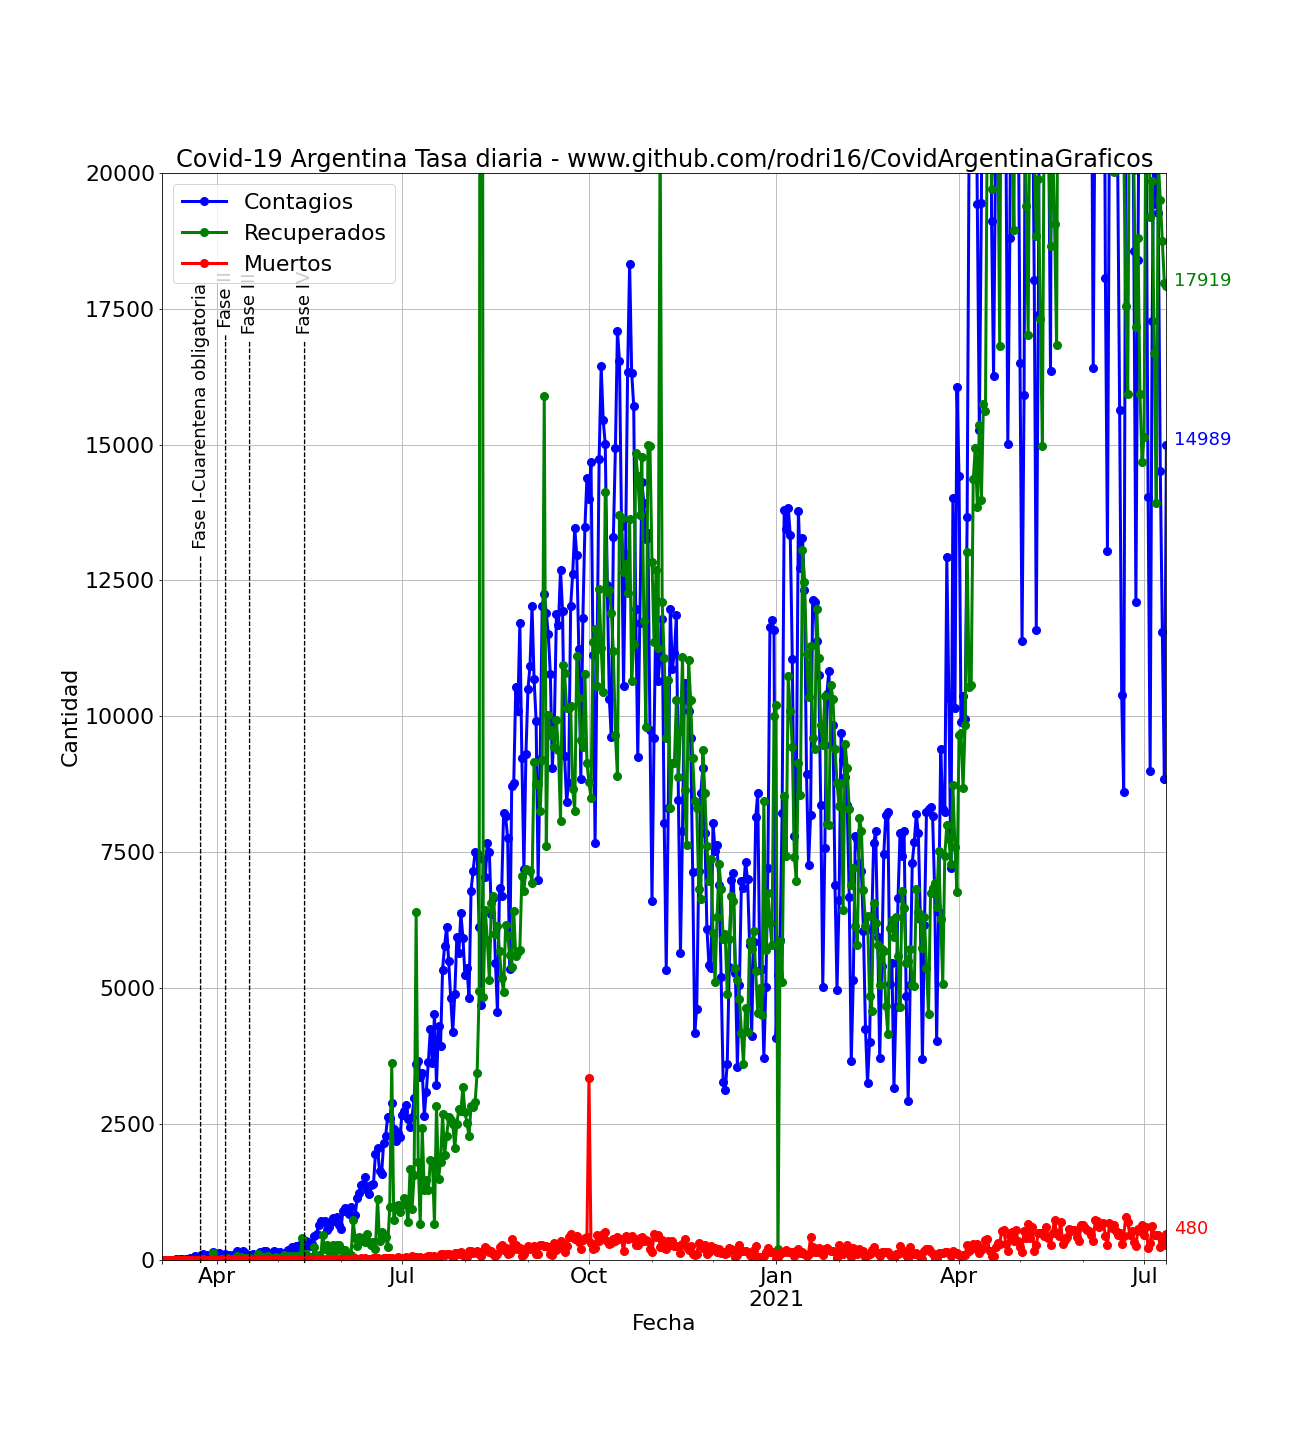 Covid-19 Argentina Tasa diaria - www.github.com/rodri16/CovidArgentinaGraficos
20000
17500
15000
12500
10000
7500
5000
2500
0
Cantidad
Contagios
Recuperados
Muertos
Fase I-Cuarentena obligatoria
Fase II
Fase III
Fase IV
17919
14989
480
Apr
Jul
Oct
Jan
2021
Apr
Jul
Fecha